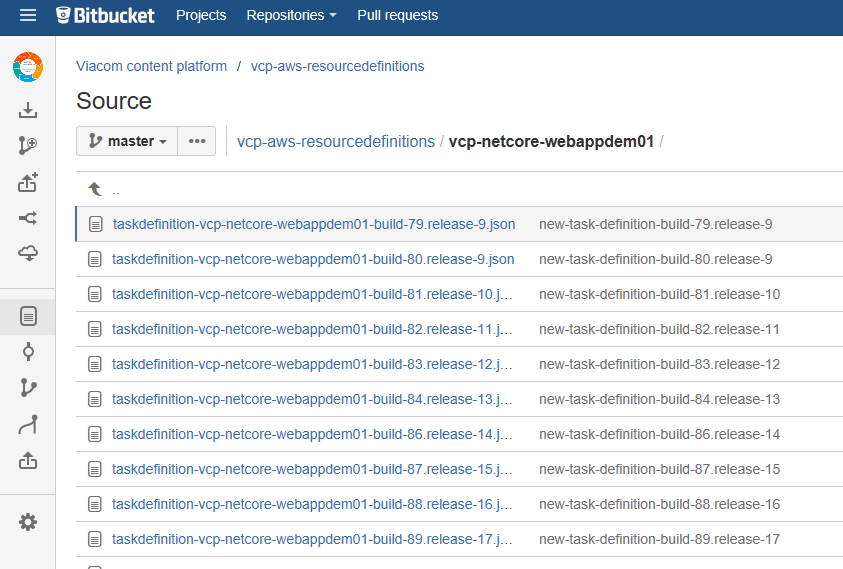 Bitbucket Projects Repositories Pull requests
Viacom content platform / vcp-aws-resourcedefinitions
Source
master ••• vcp-aws-resourcedefinitions / vcp-netcore-webappdem01 /
..
taskdefinition-vcp-netcore-webappdem01-build-79.release-9.json new-task-definition-build-79.release-9
taskdefinition-vcp-netcore-webappdem01-build-80.release-9.json new-task-definition-build-80.release-9
taskdefinition-vcp-netcore-webappdem01-build-81.release-10.j... new-task-definition-build-81.release-10
taskdefinition-vcp-netcore-webappdem01-build-82.release-11.j... new-task-definition-build-82.release-11
taskdefinition-vcp-netcore-webappdem01-build-83.release-12.j... new-task-definition-build-83.release-12
taskdefinition-vcp-netcore-webappdem01-build-84.release-13.j... new-task-definition-build-84.release-13
taskdefinition-vcp-netcore-webappdem01-build-86.release-14.j... new-task-definition-build-86.release-14
taskdefinition-vcp-netcore-webappdem01-build-87.release-15.j... new-task-definition-build-87.release-15
taskdefinition-vcp-netcore-webappdem01-build-88.release-16.j... new-task-definition-build-88.release-16
taskdefinition-vcp-netcore-webappdem01-build-89.release-17.j... new-task-definition-build-89.release-17